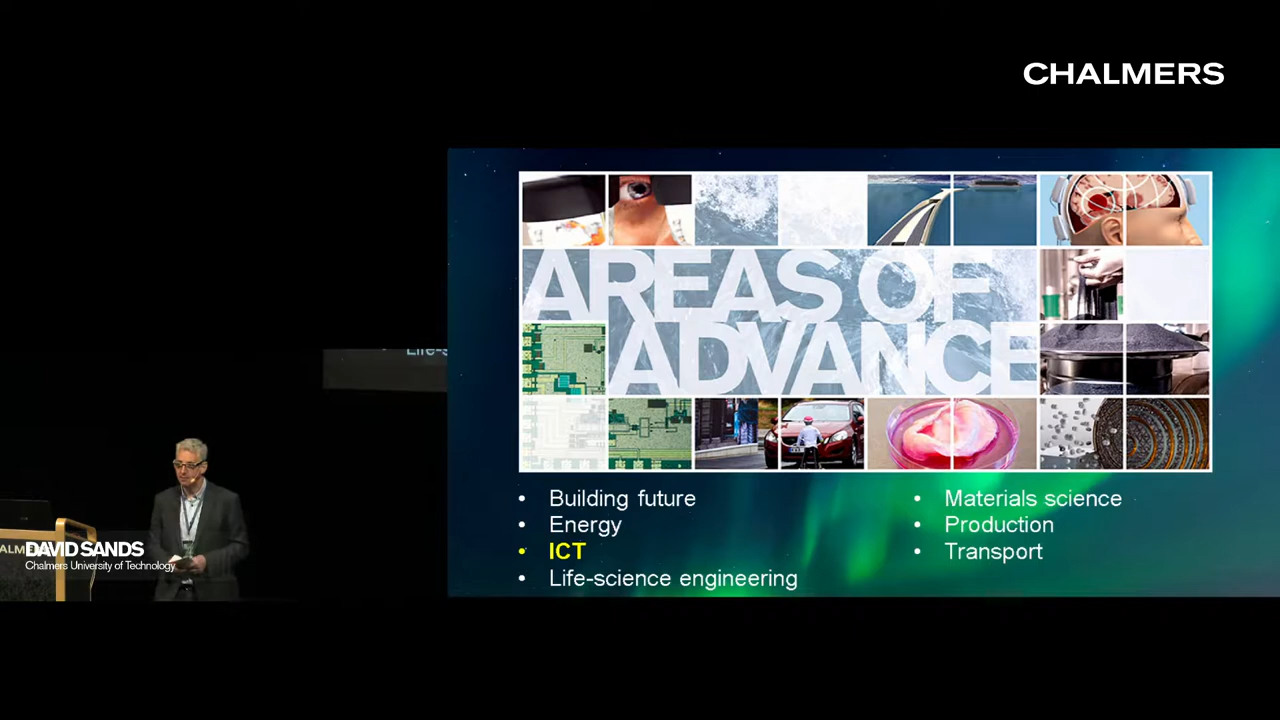 CHALMERS
AREAS OF
ADVANCE
Building future
Energy
ICT
Life-science engineering
Materials science
Production
Transport
DAVID SANDS
Chalmers University of Technology